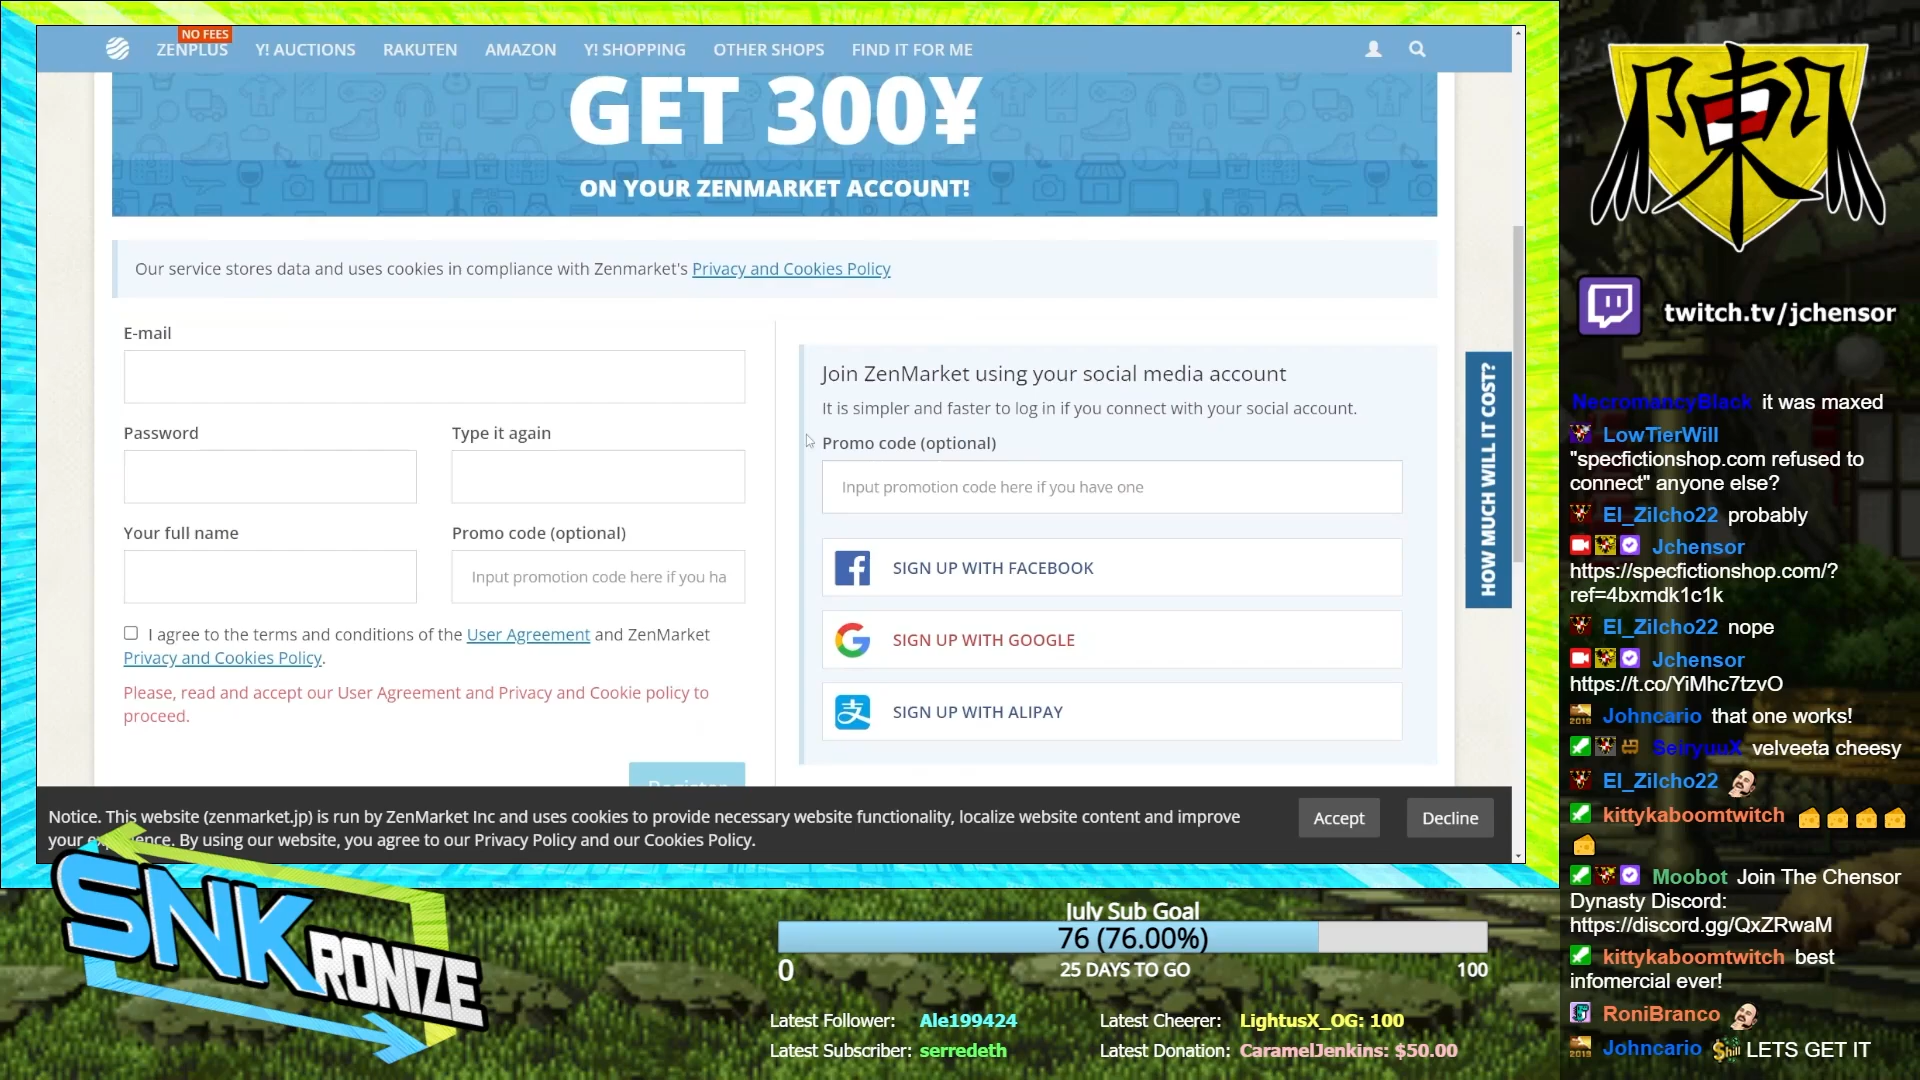 NO FEES
ZENPLUS Y! AUCTIONS RAKUTEN AMAZON Y! SHOPPING OTHER SHOPS FIND IT FOR ME
GET 300¥
ON YOUR ZENMARKET ACCOUNT!
Our service stores data and uses cookies in compliance with Zenmarket's Privacy and Cookies Policy
E-mail
Password
Type it again
Your full name
Promo code (optional)
Input promotion code here if you ha
I agree to the terms and conditions of the User Agreement and ZenMarket
Privacy and Cookies Policy.
Please, read and accept our User Agreement and Privacy and Cookie policy to
proceed.
Register
Join ZenMarket using your social media account
It is simpler and faster to log in if you connect with your social account.
Promo code (optional)
Input promotion code here if you have one
SIGN UP WITH FACEBOOK
SIGN UP WITH GOOGLE
支
SIGN UP WITH ALIPAY
HOW MUCH WILL IT COST?
Notice. This website (zenmarket.jp) is run by ZenMarket Inc and uses cookies to provide necessary website functionality, localize website content and improve
your experience. By using our website, you agree to our Privacy Policy and our Cookies Policy.
Accept
Decline
SNK
RONIZE
July Sub Goal
76 (76.00%)
0
25 DAYS TO GO
100
Latest Follower: Ale199424
Latest Cheerer: LightusX_OG: 100
Latest Subscriber: serredeth
Latest Donation: CaramelJenkins: $50.00
陳
twitch.tv/jchensor
NecromancyBlack it was maxed
LowTierWill
"specfictionshop.com refused to
connect" anyone else?
El_Zilcho22 probably
Jchensor
https://specfictionshop.com/?
ref=4bxmdk1c1k
El_Zilcho22 nope
Jchensor
https://t.co/YiMhc7tzvO
Johncario that one works!
SeiryuuX velveeta cheesy
El_Zilcho22
kittykaboomtwitch
Moobot Join The Chensor
Dynasty Discord:
https://discord.gg/QxZRwaM
kittykaboomtwitch best
infomercial ever!
RoniBranco
Johncario $hill LETS GET IT